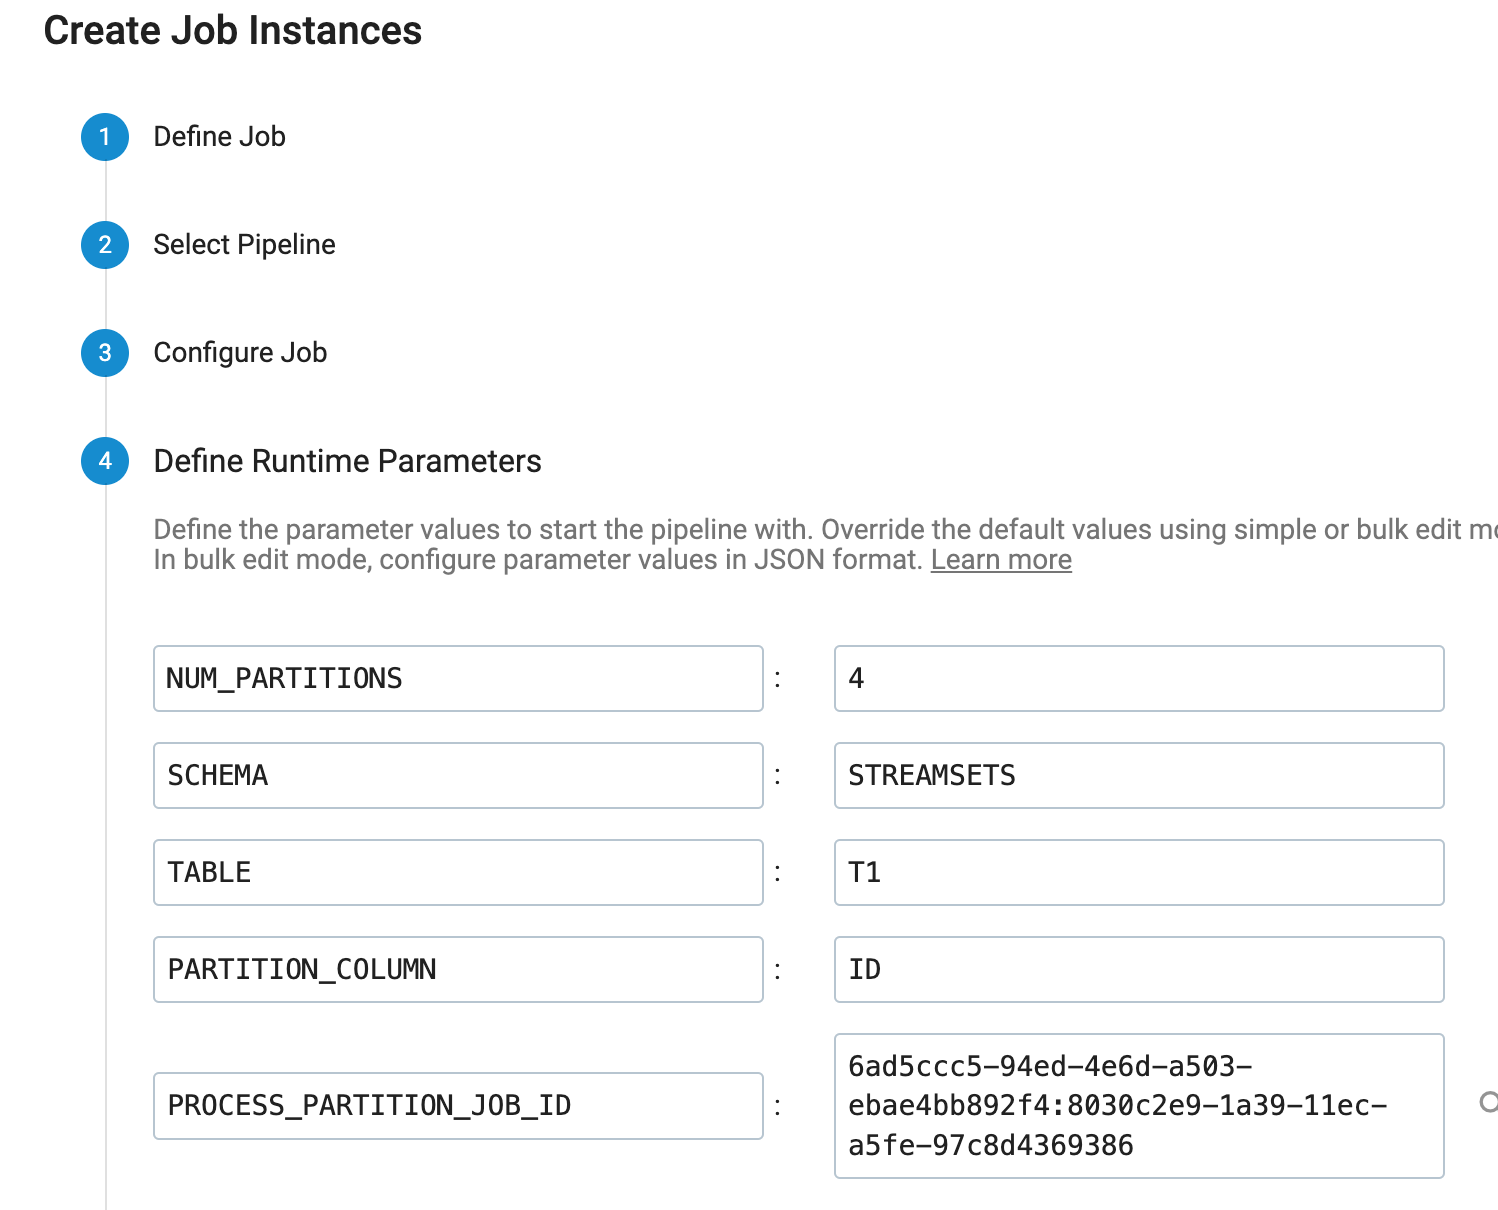 Create Job Instances
1 Define Job
2 Select Pipeline
3 Configure Job
4 Define Runtime Parameters
Define the parameter values to start the pipeline with. Override the default values using simple or bulk edit
In bulk edit mode, configure parameter values in JSON format. Learn more
NUM_PARTITIONS : 4
SCHEMA : STREAMSETS
TABLE : T1
PARTITION_COLUMN : ID
PROCESS_PARTITION_JOB_ID :
6ad5ccc5-94ed-4e6d-a503-
ebae4bb892f4:8030c2e9-1a39-11ec-
a5fe-97c8d4369386